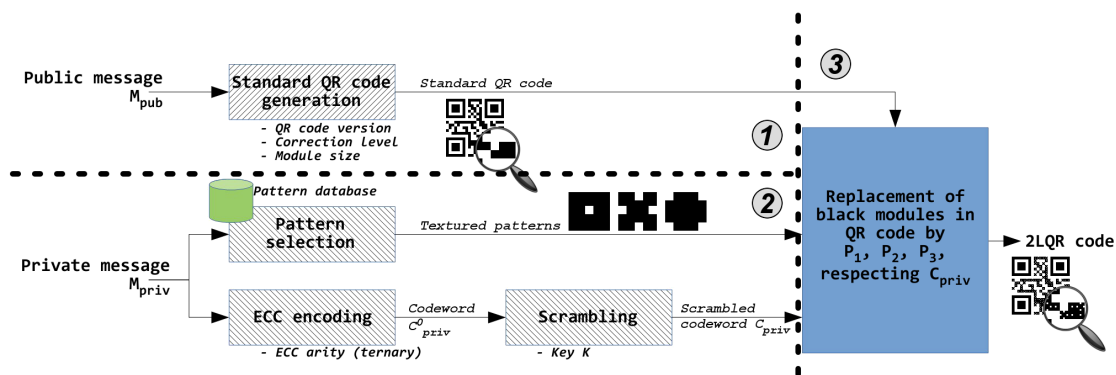 3
Public message
M_pub
Standard QR code
generation
Standard QR code
- QR code version
- Correction level
- Module size
1
Pattern database
2
Pattern
selection
Textured patterns
Replacement of
black modules in
QR code by
P_1, P_2, P_3,
respecting C_priv
2LQR code
Private message
M_priv
ECC encoding
Codeword
C^0_priv
Scrambling
Scrambled
codeword C_priv
- ECC arity (ternary)
- Key K